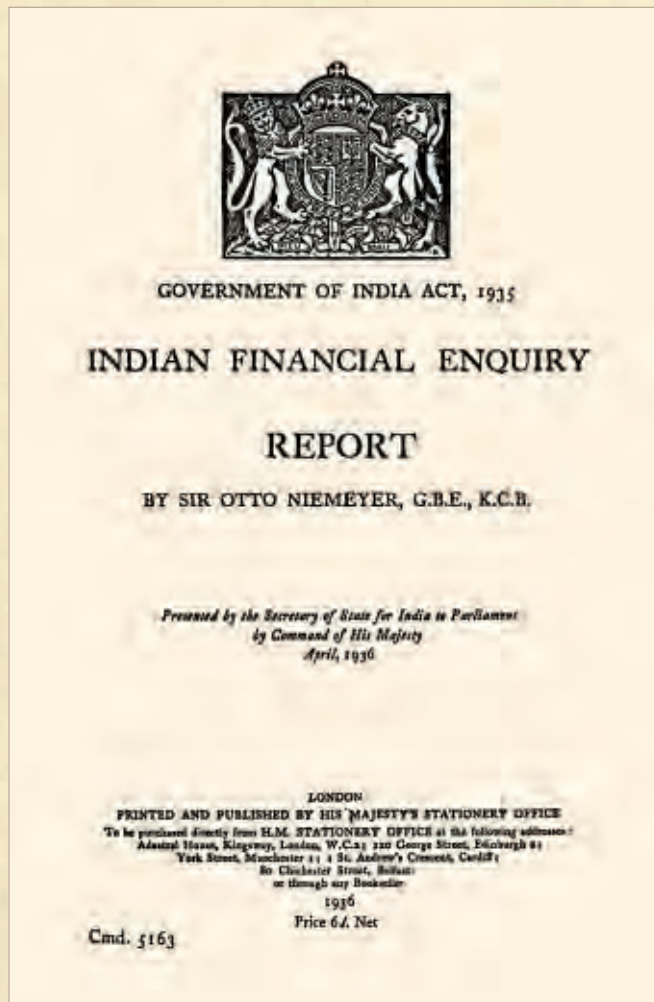 GOVERNMENT OF INDIA ACT, 1935
INDIAN FINANCIAL ENQUIRY
REPORT
BY SIR OTTO NIEMEYER, G.B.E., K.C.B.
Presented by the Secretary of State for India to Parliament
by Command of His Majesty
April, 1936
LONDON
PRINTED AND PUBLISHED BY HIS MAJESTY'S STATIONERY OFFICE
To be purchased directly from H.M. STATIONERY OFFICE at the following addresses:
Adastral House, Kingsway, London, W.C.2; 120 George Street, Edinburgh 2;
York Street, Manchester 1; 1 St. Andrew's Crescent, Cardiff;
80 Chichester Street, Belfast;
or through any Bookseller
1936
Price 6d. Net
Cmd. 5163